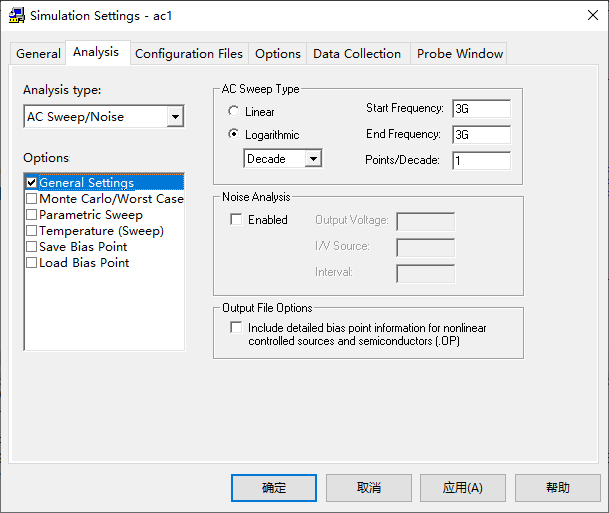 Simulation Settings - ac1
General Analysis Configuration Files Options Data Collection Probe Window
Analysis type:
AC Sweep/Noise
Options
General Settings
Monte Carlo/Worst Case
Parametric Sweep
Temperature (Sweep)
Save Bias Point
Load Bias Point
AC Sweep Type
Linear
Logarithmic
Decade
Start Frequency: 3G
End Frequency: 3G
Points/Decade: 1
Noise Analysis
Enabled
Output Voltage:
I/V Source:
Interval:
Output File Options
Include detailed bias point information for nonlinear
controlled sources and semiconductors (.OP)
确定 取消 应用(A) 帮助